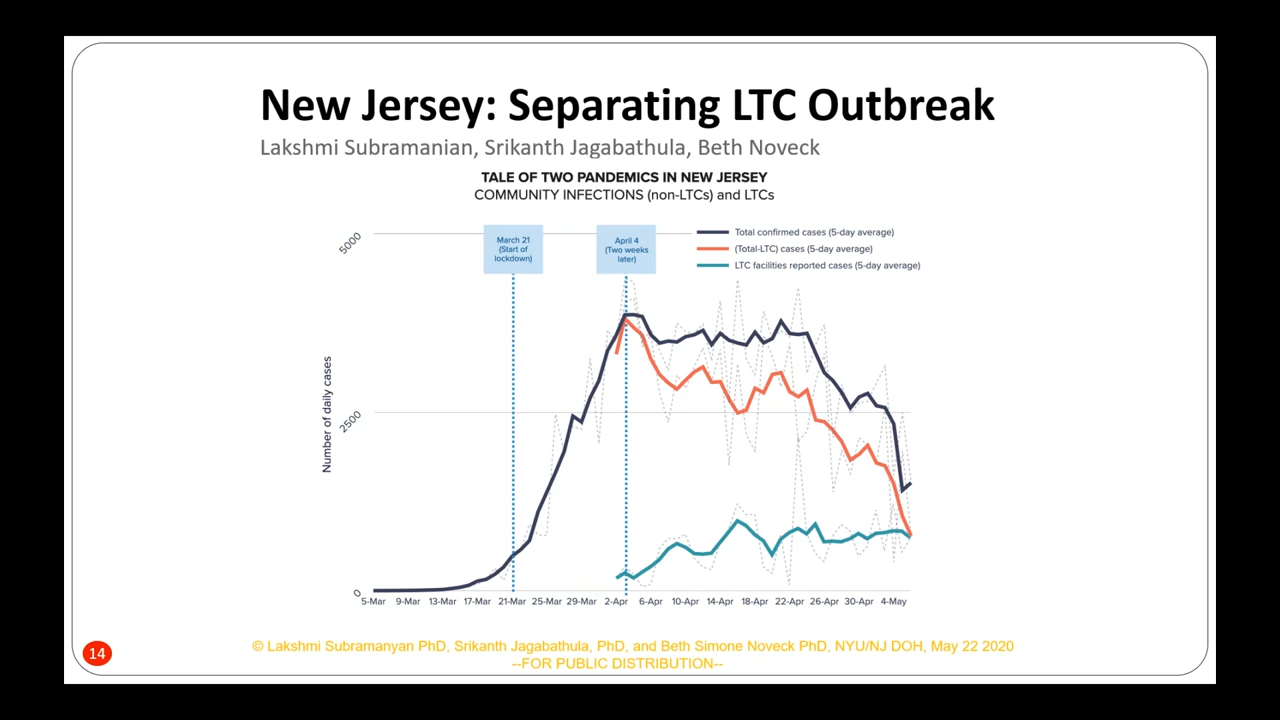 New Jersey: Separating LTC Outbreak
Lakshmi Subramanian, Srikanth Jagabathula, Beth Noveck
TALE OF TWO PANDEMICS IN NEW JERSEY
COMMUNITY INFECTIONS (non-LTCs) and LTCs
5000
2500
0
Number of daily cases
March 21
(Start of
lockdown)
April 4
(Two weeks
later)
Total confirmed cases (5-day average)
(Total-LTC) cases (5-day average)
LTC facilities reported cases (5-day average)
5-Mar 9-Mar 13-Mar 17-Mar 21-Mar 25-Mar 29-Mar 2-Apr 6-Apr 10-Apr 14-Apr 18-Apr 22-Apr 26-Apr 30-Apr 4-May
© Lakshmi Subramanyan PhD, Srikanth Jagabathula, PhD, and Beth Simone Noveck PhD, NYU/NJ DOH, May 22 2020
--FOR PUBLIC DISTRIBUTION--
14